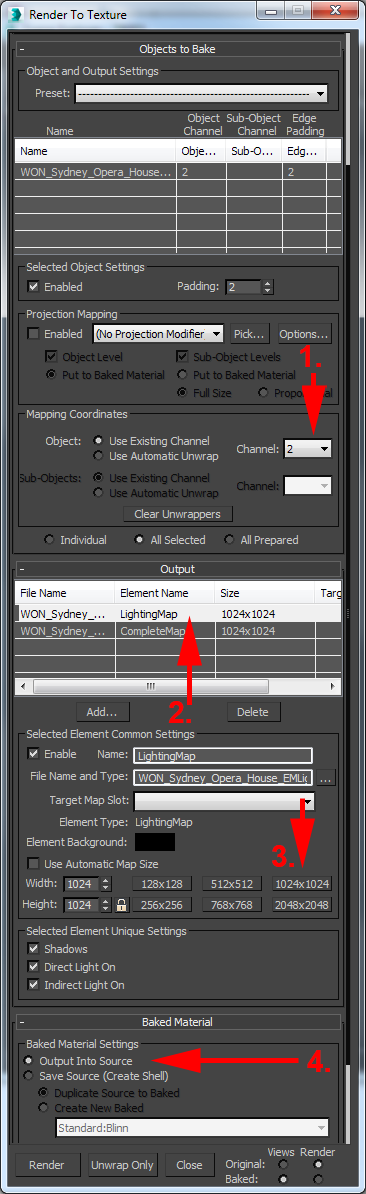 Render To Texture
Objects to Bake
Object and Output Settings
Preset:
Name Object Channel Sub-Object Channel Edge Padding
Name Obje... Sub-O... Edg...
WON_Sydney_Opera_House... 2 2
Selected Object Settings
Enabled Padding: 2
Projection Mapping
Enabled (No Projection Modifier Pick... Options...
1.
Object Level Sub-Object Levels
Put to Baked Material Put to Baked Material
Full Size
Mapping Coordinates
Object: Use Existing Channel Channel: 2
Use Automatic Unwrap
Sub-Objects: Use Existing Channel Channel:
Use Automatic Unwrap
Clear Unwrappers
Individual All Selected All Prepared
Output
File Name Element Name Size Targ
WON_Sydney_... LightingMap 1024x1024
WON_Sydney_... CompleteMap 1024x1024
2.
Add... Delete
Selected Element Common Settings
Enable Name: LightingMap
File Name and Type: WON_Sydney_Opera_House_EMLig ...
Target Map Slot:
Element Type: LightingMap
Element Background:
3.
Use Automatic Map Size
Width: 1024 128x128 512x512 1024x1024
Height: 1024 256x256 768x768 2048x2048
Selected Element Unique Settings
Shadows
Direct Light On
Indirect Light On
Baked Material
Baked Material Settings
Output Into Source
4.
Save Source (Create Shell)
Duplicate Source to Baked
Create New Baked
Standard:Blinn
Views Render
Render Unwrap Only Close Original:
Baked: